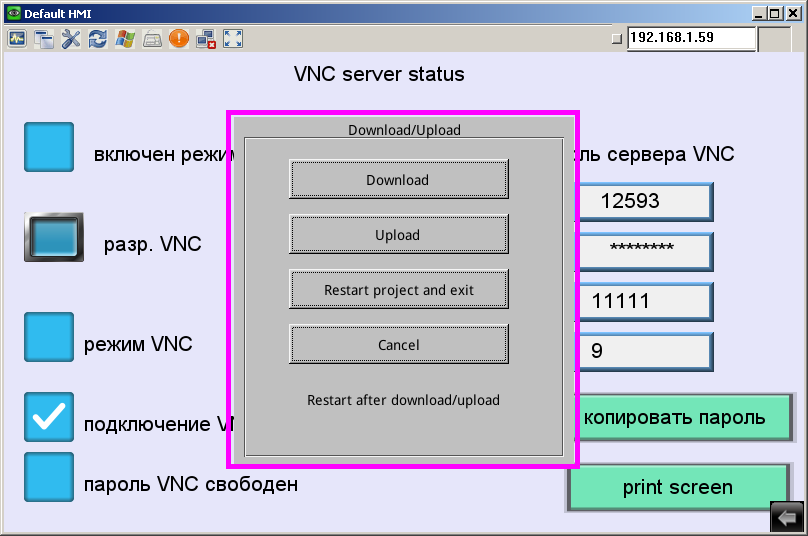 Default HMI
192.168.1.59
VNC server status
Download/Upload
включен режи
ль сервера VNC
Download
12593
Upload
********
разр. VNC
Restart project and exit
11111
режим VNC
Cancel
9
Restart after download/upload
подключение VN
копировать пароль
пароль VNC свободен
print screen